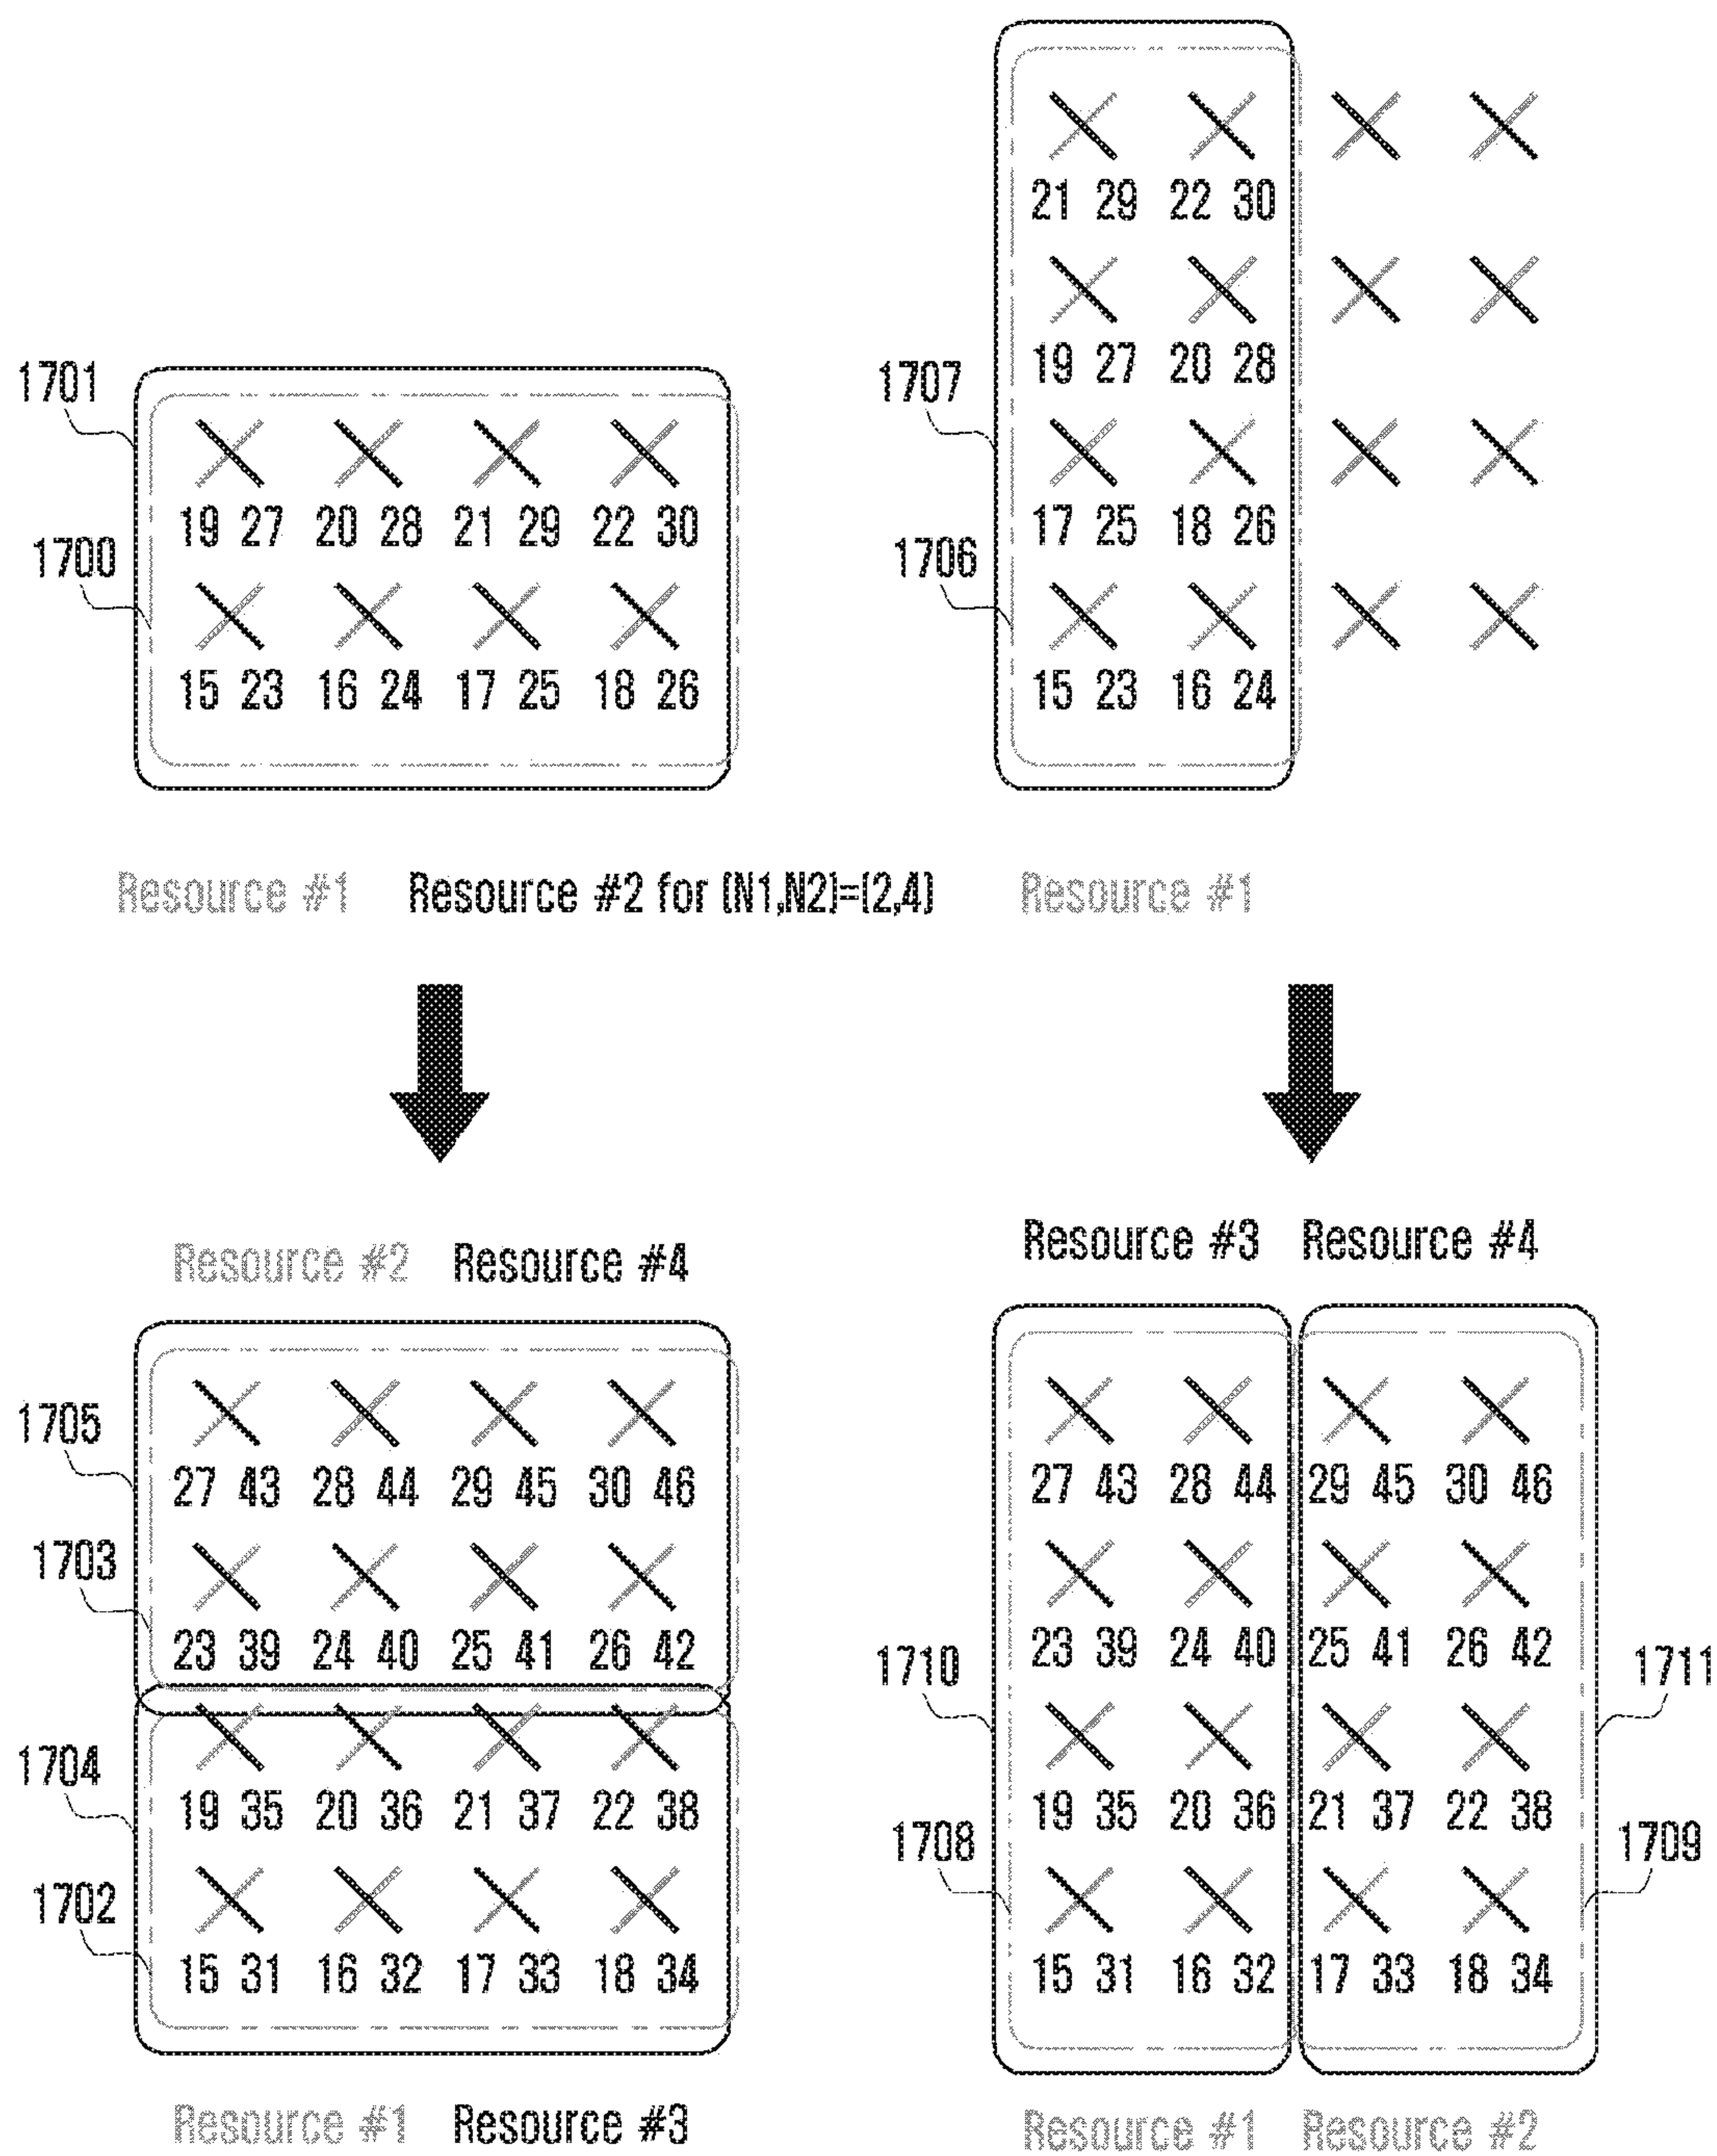 21 29 22 30
19 27 20 28
1701
1707
19 27 20 28 21 29 22 30
17 25 18 26
1700
1706
15 23 16 24 17 25 18 26
15 23 16 24
Resource #1 Resource #2 for (N1,N2)=(2,4) Resource #1
Resource #2 Resource #4
Resource #3 Resource #4
1705
27 43 28 44 29 45 30 46
27 43 28 44 29 45 30 46
1703
23 39 24 40 25 41 26 42
23 39 24 40 25 41 26 42
1710
1711
1704
19 35 20 36 21 37 22 38
19 35 20 36 21 37 22 38
1708
1709
1702
15 31 16 32 17 33 18 34
15 31 16 32 17 33 18 34
Resource #1 Resource #3
Resource #1 Resource #2